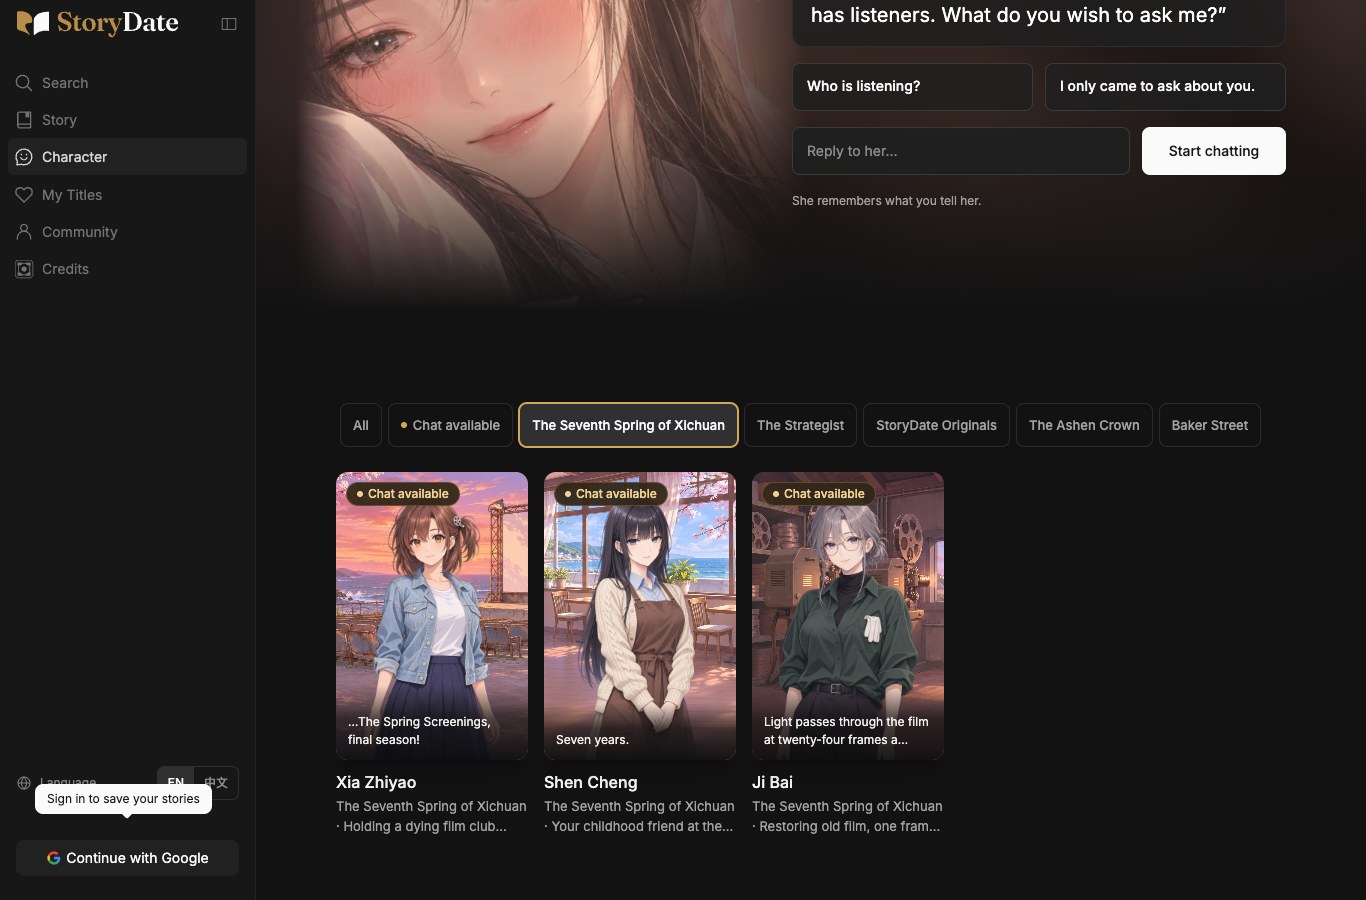 StoryDate
Search
Story
Character
My Titles
Community
Credits
Language
EN
中文
Sign in to save your stories
Continue with Google
has listeners. What do you wish to ask me?”
Who is listening?
I only came to ask about you.
Reply to her...
Start chatting
She remembers what you tell her.
All
Chat available
The Seventh Spring of Xichuan
The Strategist
StoryDate Originals
The Ashen Crown
Baker Street
Chat available
...The Spring Screenings,
final season!
Xia Zhiyao
The Seventh Spring of Xichuan
· Holding a dying film club...
Chat available
Seven years.
Shen Cheng
The Seventh Spring of Xichuan
· Your childhood friend at the...
Chat available
Light passes through the film
at twenty-four frames a...
Ji Bai
The Seventh Spring of Xichuan
· Restoring old film, one fram...